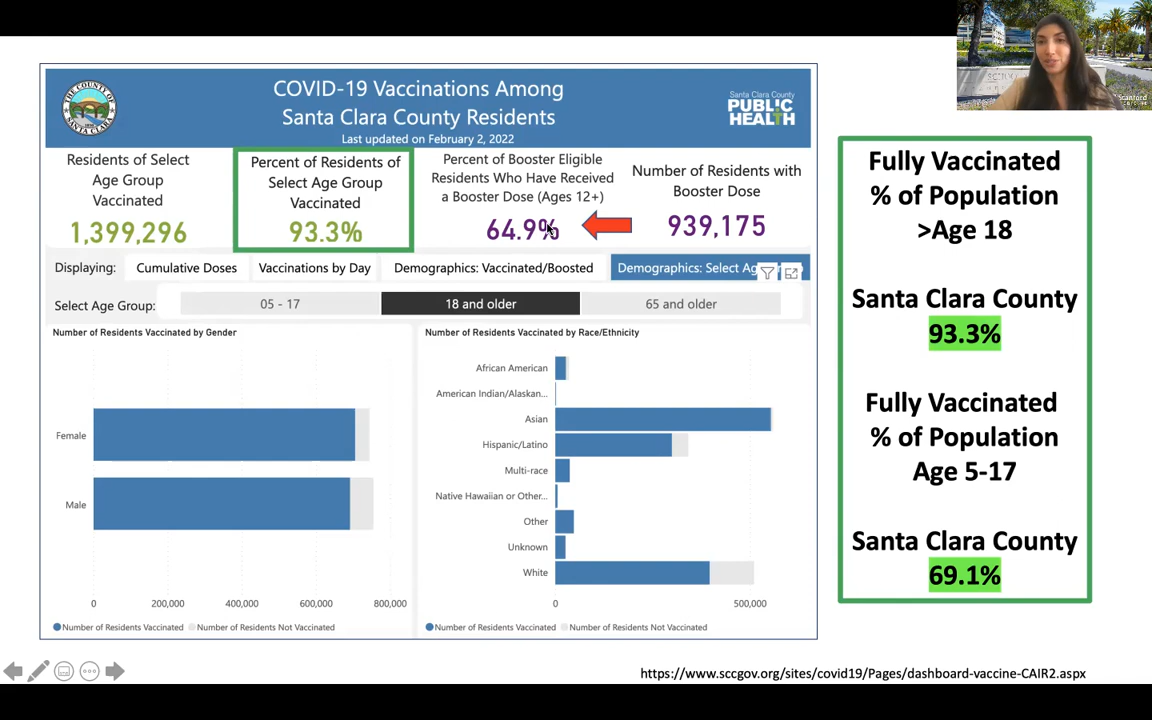 COVID-19 Vaccinations Among
Santa Clara County Residents
Last updated on February 2, 2022
THE COUNTY OF
SANTA CLARA
Santa Clara County
PUBLIC
HEALTH
Residents of Select
Age Group
Vaccinated
1,399,296
Percent of Residents of
Select Age Group
Vaccinated
93.3%
Percent of Booster Eligible
Residents Who Have Received
a Booster Dose (Ages 12+)
64.9%
Number of Residents with
Booster Dose
939,175
Displaying:
Cumulative Doses
Vaccinations by Day
Demographics: Vaccinated/Boosted
Demographics: Select Ag
Select Age Group:
05 - 17
18 and older
65 and older
Number of Residents Vaccinated by Gender
Female
Male
0 200,000 400,000 600,000 800,000
Number of Residents Vaccinated Number of Residents Not Vaccinated
Number of Residents Vaccinated by Race/Ethnicity
African American
American Indian/Alaskan...
Asian
Hispanic/Latino
Multi-race
Native Hawaiian or Other...
Other
Unknown
White
0 500,000
Number of Residents Vaccinated Number of Residents Not Vaccinated
Fully Vaccinated
% of Population
>Age 18
Santa Clara County
93.3%
Fully Vaccinated
% of Population
Age 5-17
Santa Clara County
69.1%
https://www.sccgov.org/sites/covid19/Pages/dashboard-vaccine-CAIR2.aspx